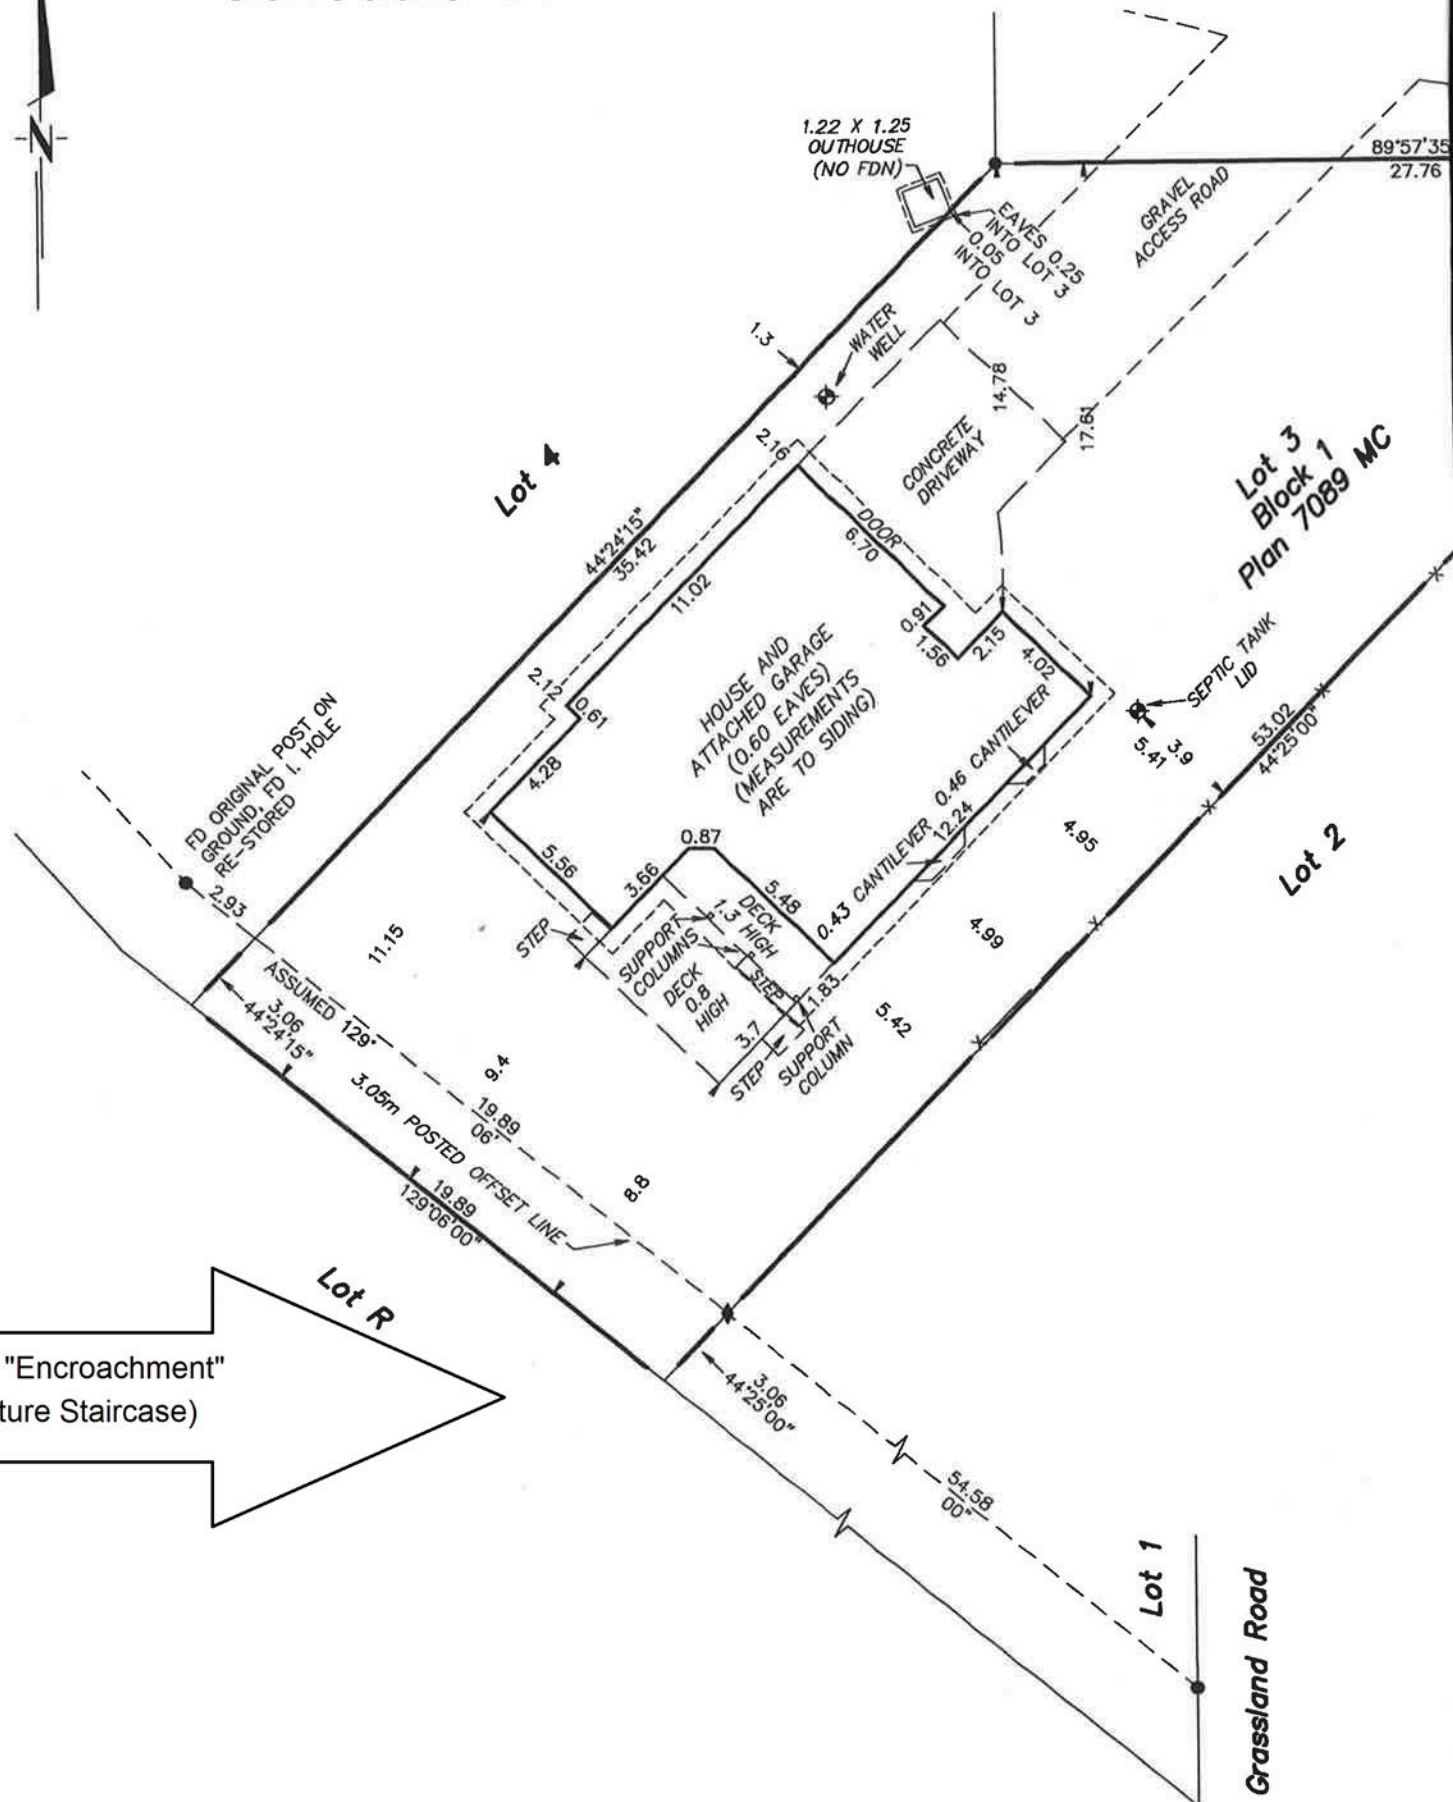 N
1.22 X 1.25
OUTHOUSE
(NO FDN)
89°57'35
27.76
EAVES 0.25
INTO LOT 3
0.05
INTO LOT 3
GRAVEL
ACCESS ROAD
1.3
WATER
WELL
14.78
17.61
CONCRETE
DRIVEWAY
Lot 3
Block 1
Plan 7089 MC
Lot 4
2.16
DOOR
6.70
44°24'15"
35.42
11.02
0.91
1.56
2.15
4.02
HOUSE AND
ATTACHED GARAGE
(0.60 EAVES)
(MEASUREMENTS
ARE TO SIDING)
SEPTIC TANK
LID
3.9
5.41
53.02
44°25'00"
2.12
0.61
4.28
FD ORIGINAL POST ON
GROUND, FD I. HOLE
RE-STORED
2.93
0.46 CANTILEVER
12.24
0.43 CANTILEVER
4.95
Lot 2
0.87
5.56
3.66
5.48
DECK
1.3
HIGH
4.99
STEP
SUPPORT
COLUMNS
DECK
0.8
HIGH
STEP
1.83
5.42
11.15
3.7
STEP
SUPPORT
COLUMN
ASSUMED 129°
3.06
44°24'15"
9.4
19.89
06'
3.05m POSTED OFFSET LINE
8.8
19.89
129°06'00"
Lot R
"Encroachment"
ture Staircase)
3.06
44°25'00"
54.58
00"
Lot 1
Grassland Road